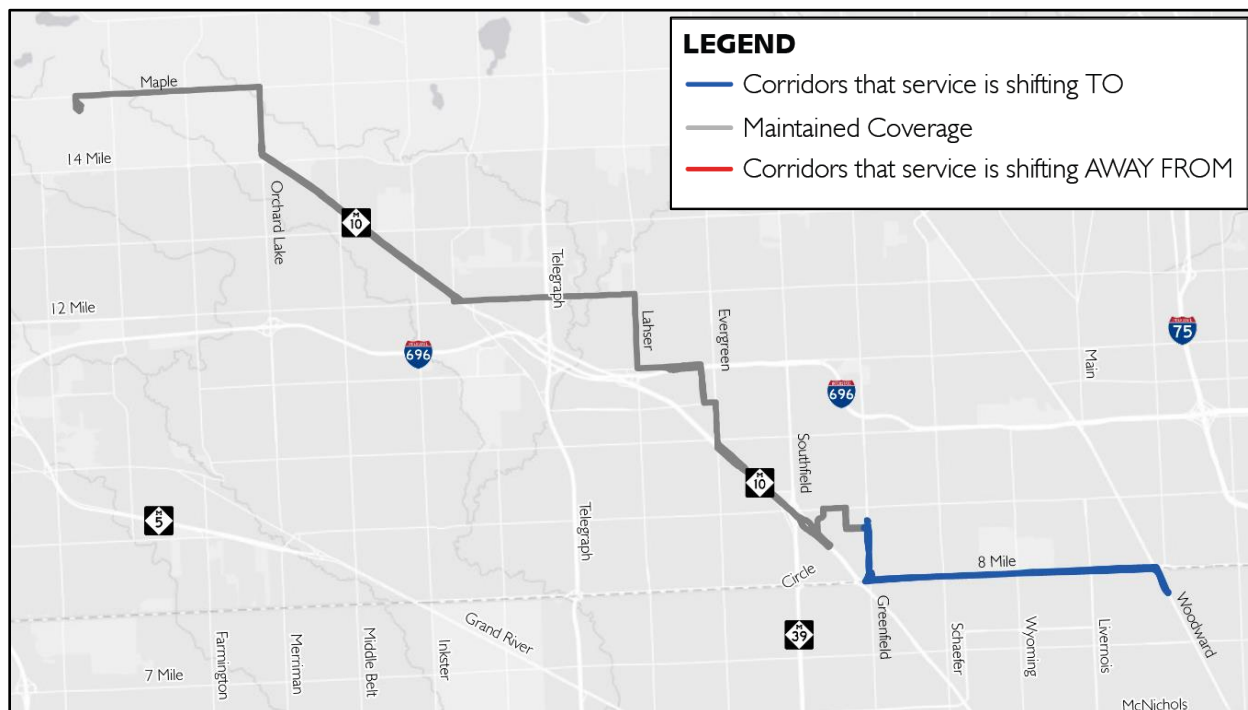 LEGEND
Corridors that service is shifting TO
Maintained Coverage
Corridors that service is shifting AWAY FROM
Maple
14 Mile
Orchard Lake
M
10
Telegraph
12 Mile
Lahser
Evergreen
696
75
Main
696
Southfield
M
10
M
5
Telegraph
8 Mile
Circle
Greenfield
Woodward
Grand River
M
39
Schaefer
Wyoming
Livernois
Farmington
Merriman
Middle Belt
Inkster
7 Mile
McNichols